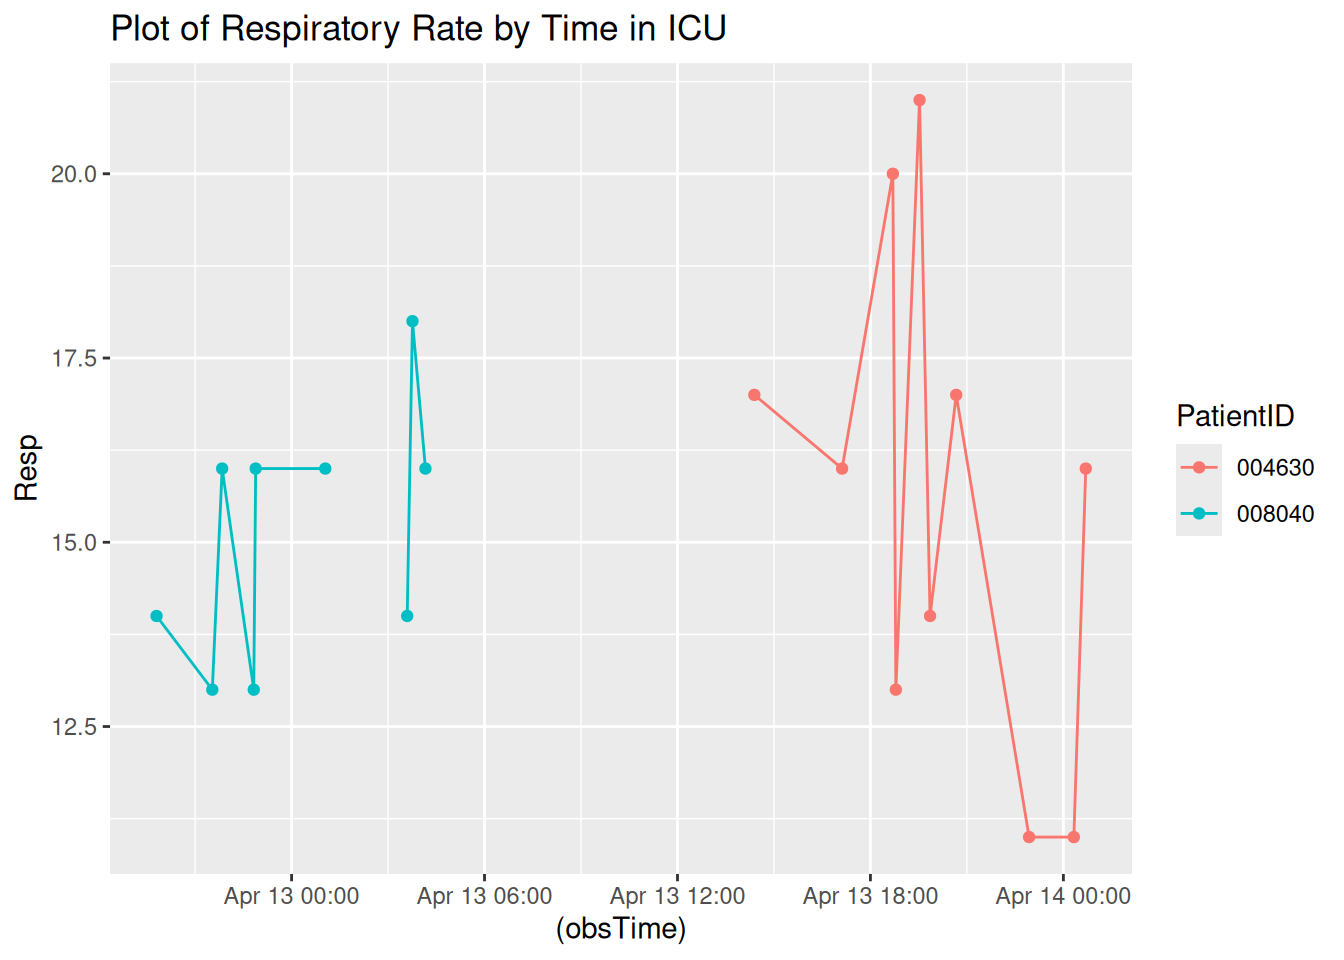 Plot of Respiratory Rate by Time in ICU
Resp
20.0
17.5
15.0
12.5
Apr 13 00:00
Apr 13 06:00
Apr 13 12:00
Apr 13 18:00
Apr 14 00:00
(obsTime)
PatientID
004630
008040